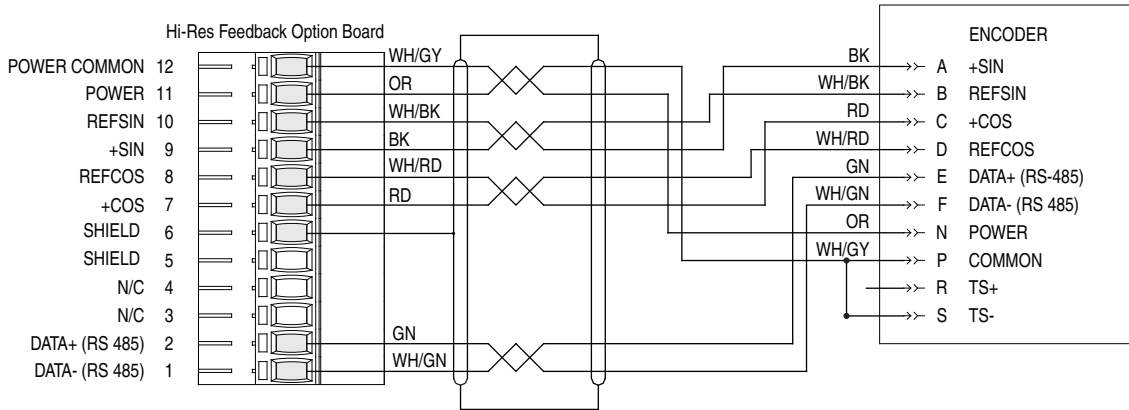 Hi-Res Feedback Option Board
POWER COMMON 12
POWER 11
REFSIN 10
+SIN 9
REFCOS 8
+COS 7
SHIELD 6
SHIELD 5
N/C 4
N/C 3
DATA+ (RS 485) 2
DATA- (RS 485) 1
WH/GY
OR
WH/BK
BK
WH/RD
RD
GN
WH/GN
BK
WH/BK
RD
WH/RD
GN
WH/GN
OR
WH/GY
ENCODER
A +SIN
B REFSIN
C +COS
D REFCOS
E DATA+ (RS-485)
F DATA- (RS 485)
N POWER
P COMMON
R TS+
S TS-